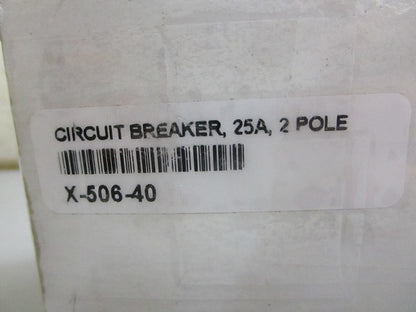 CIRCUIT BREAKER, 25A, 2 POLE
X-506-40